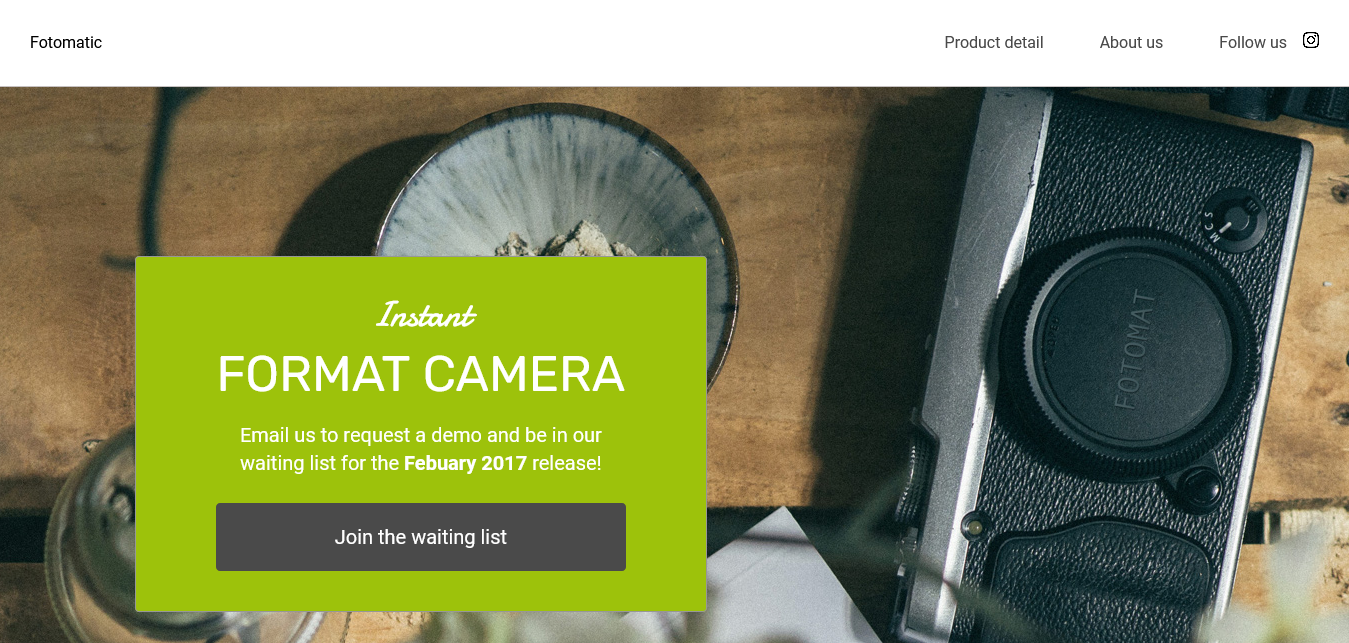 Fotomatic
Product detail
About us
Follow us
Instant
FORMAT CAMERA
Email us to request a demo and be in our
waiting list for the Febuary 2017 release!
Join the waiting list
S
C
M
FOTOMAT